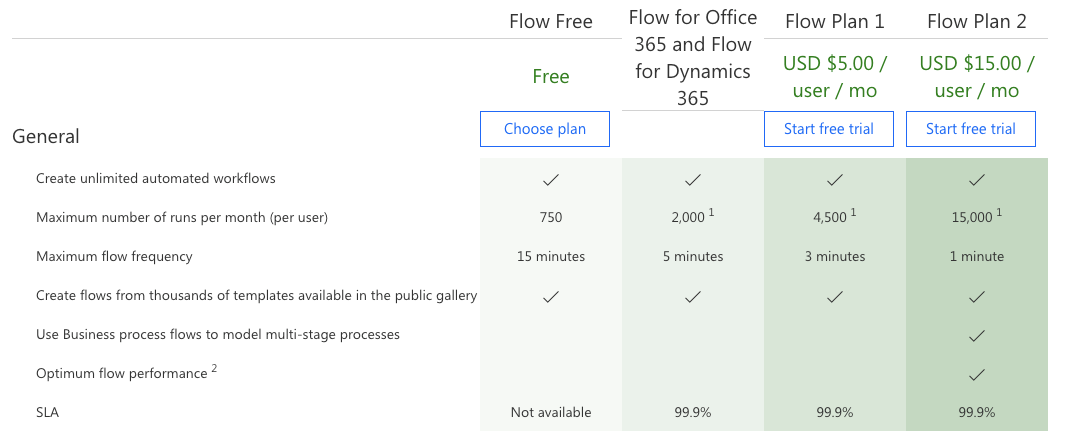 Flow Free
Flow for Office
365 and Flow
for Dynamics
365
Flow Plan 1
Flow Plan 2
Free
USD $5.00 /
user / mo
USD $15.00 /
user / mo
General
Choose plan
Start free trial
Start free trial
Create unlimited automated workflows
Maximum number of runs per month (per user) 750 2,000 1 4,500 1 15,000 1
Maximum flow frequency 15 minutes 5 minutes 3 minutes 1 minute
Create flows from thousands of templates available in the public gallery
Use Business process flows to model multi-stage processes
Optimum flow performance 2
SLA Not available 99.9% 99.9% 99.9%